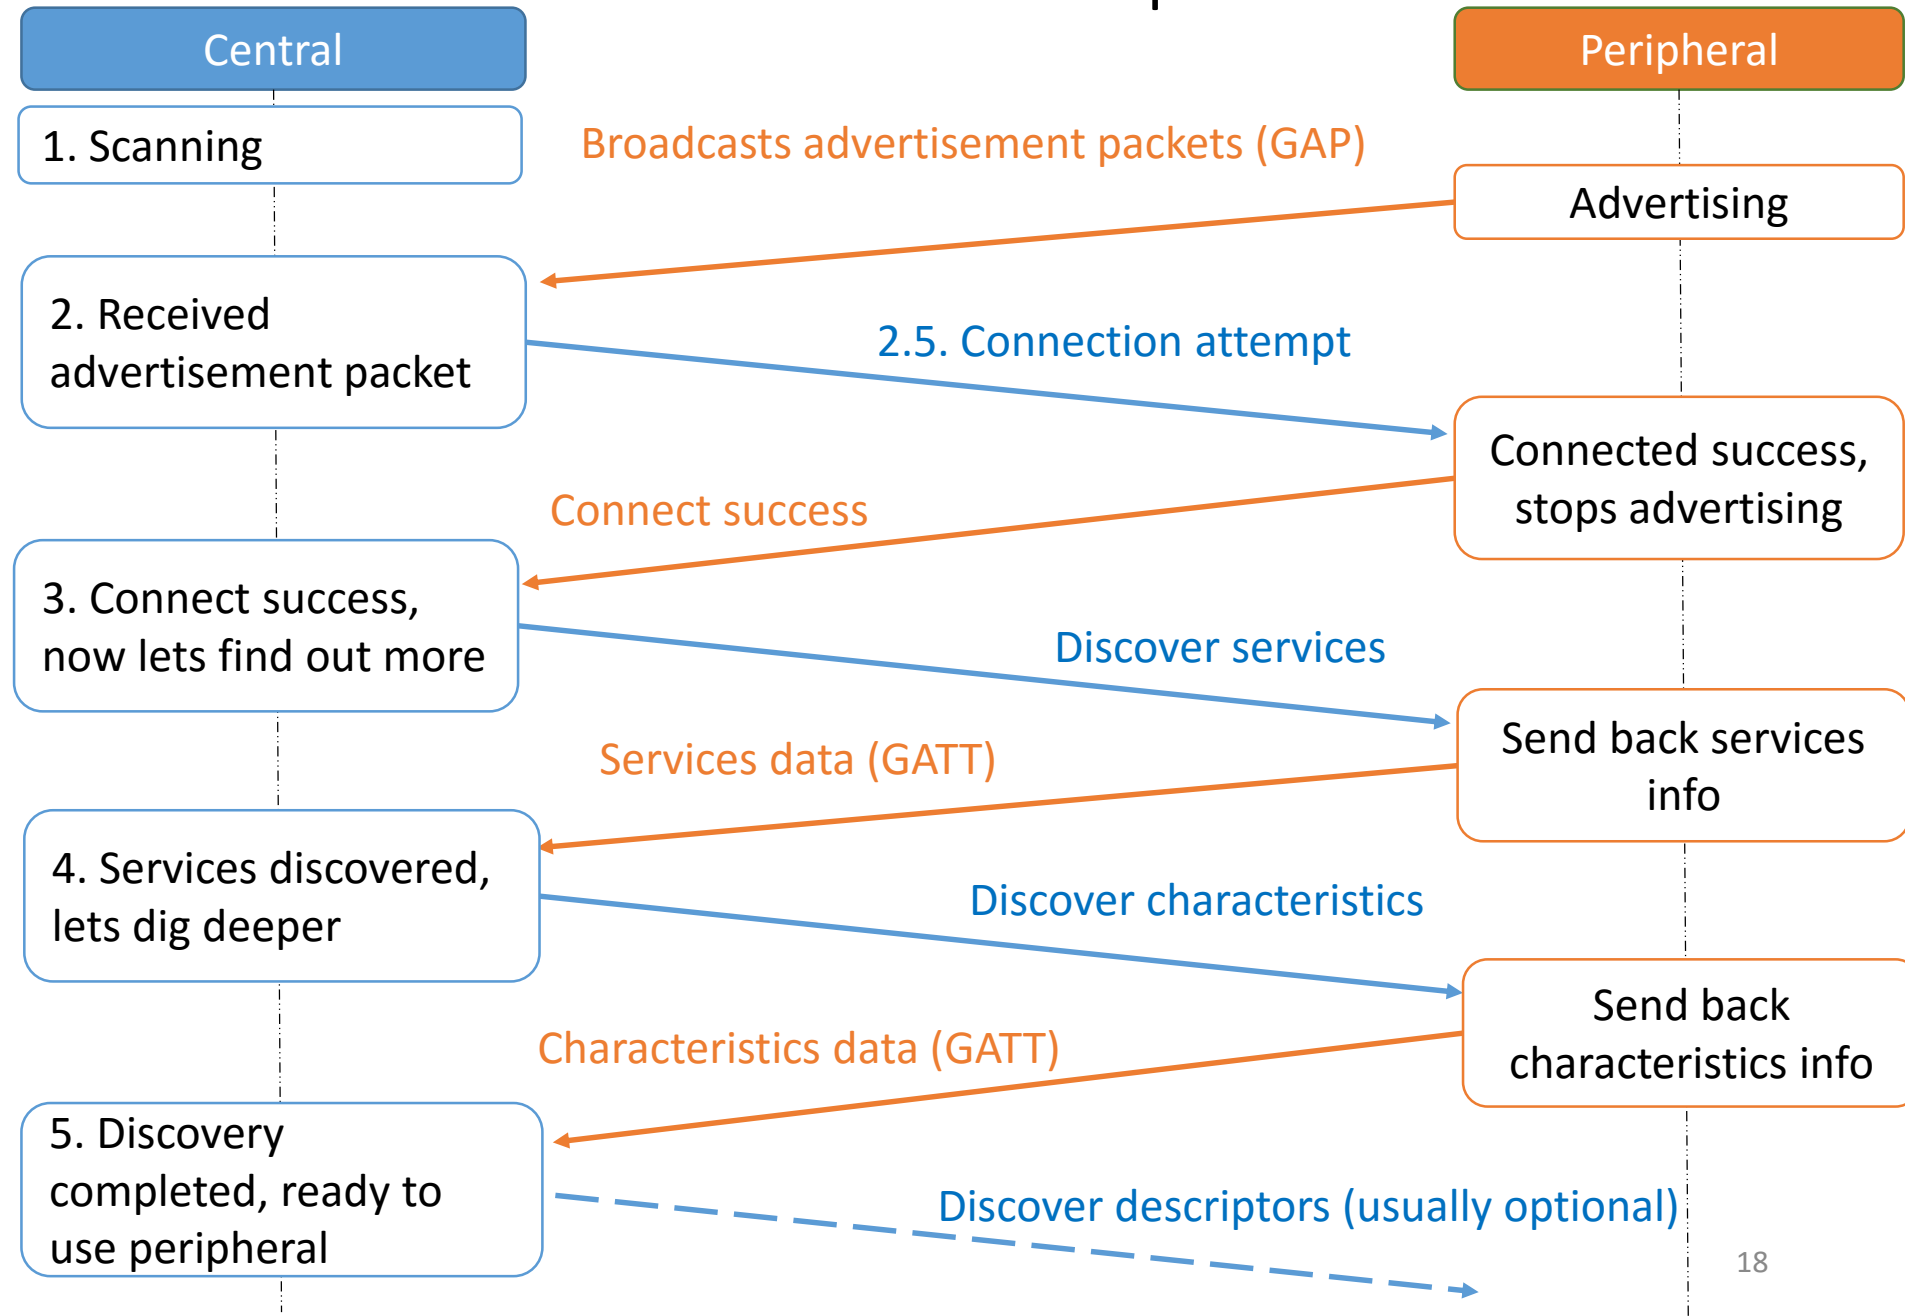 Central
Peripheral
1. Scanning
Broadcasts advertisement packets (GAP)
Advertising
2. Received
advertisement packet
2.5. Connection attempt
Connected success,
stops advertising
Connect success
3. Connect success,
now lets find out more
Discover services
Send back services
info
Services data (GATT)
4. Services discovered,
lets dig deeper
Discover characteristics
Send back
characteristics info
Characteristics data (GATT)
5. Discovery
completed, ready to
use peripheral
Discover descriptors (usually optional)
18